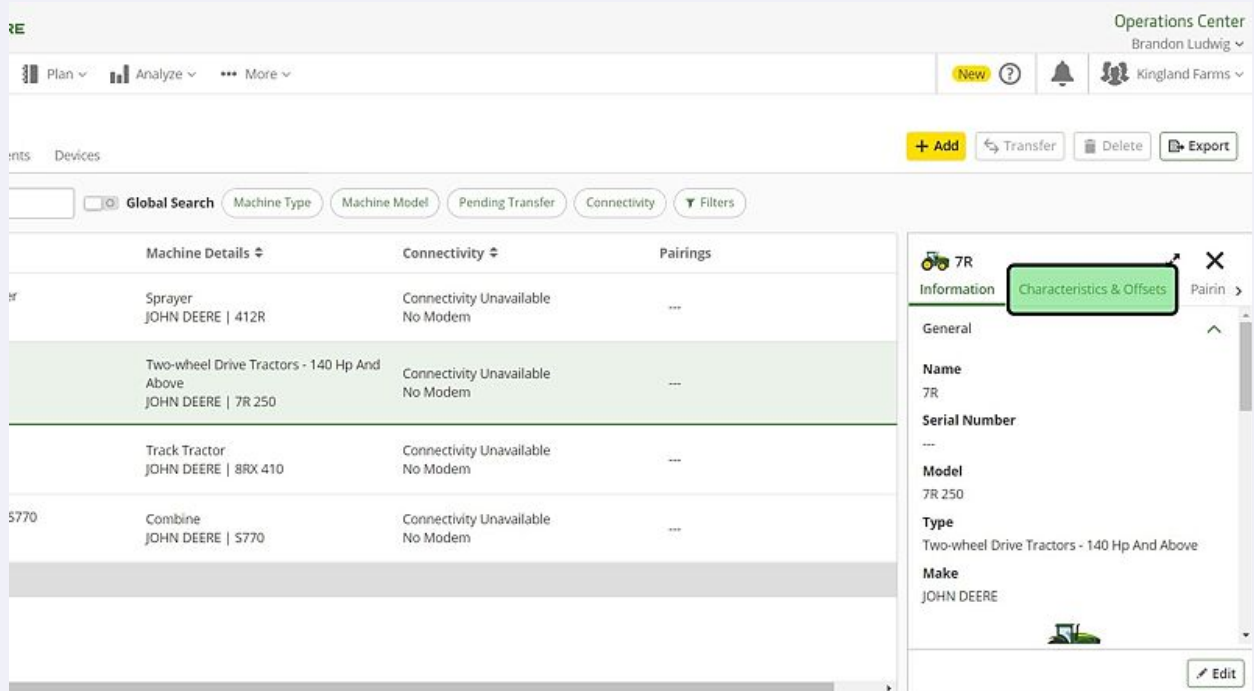 RE
Operations Center
Brandon Ludwig
Plan Analyze More New Kingland Farms
Devices
+ Add Transfer Delete Export
Global Search Machine Type Machine Model Pending Transfer Connectivity Filters
Machine Details Connectivity Pairings
Sprayer
JOHN DEERE | 412R
Connectivity Unavailable
No Modem
---
Two-wheel Drive Tractors - 140 Hp And
Above
JOHN DEERE | 7R 250
Connectivity Unavailable
No Modem
---
Track Tractor
JOHN DEERE | 8RX 410
Connectivity Unavailable
No Modem
---
S770
Combine
JOHN DEERE | S770
Connectivity Unavailable
No Modem
---
7R
Information Characteristics & Offsets Pairin
General
Name
7R
Serial Number
---
Model
7R 250
Type
Two-wheel Drive Tractors - 140 Hp And Above
Make
JOHN DEERE
Edit